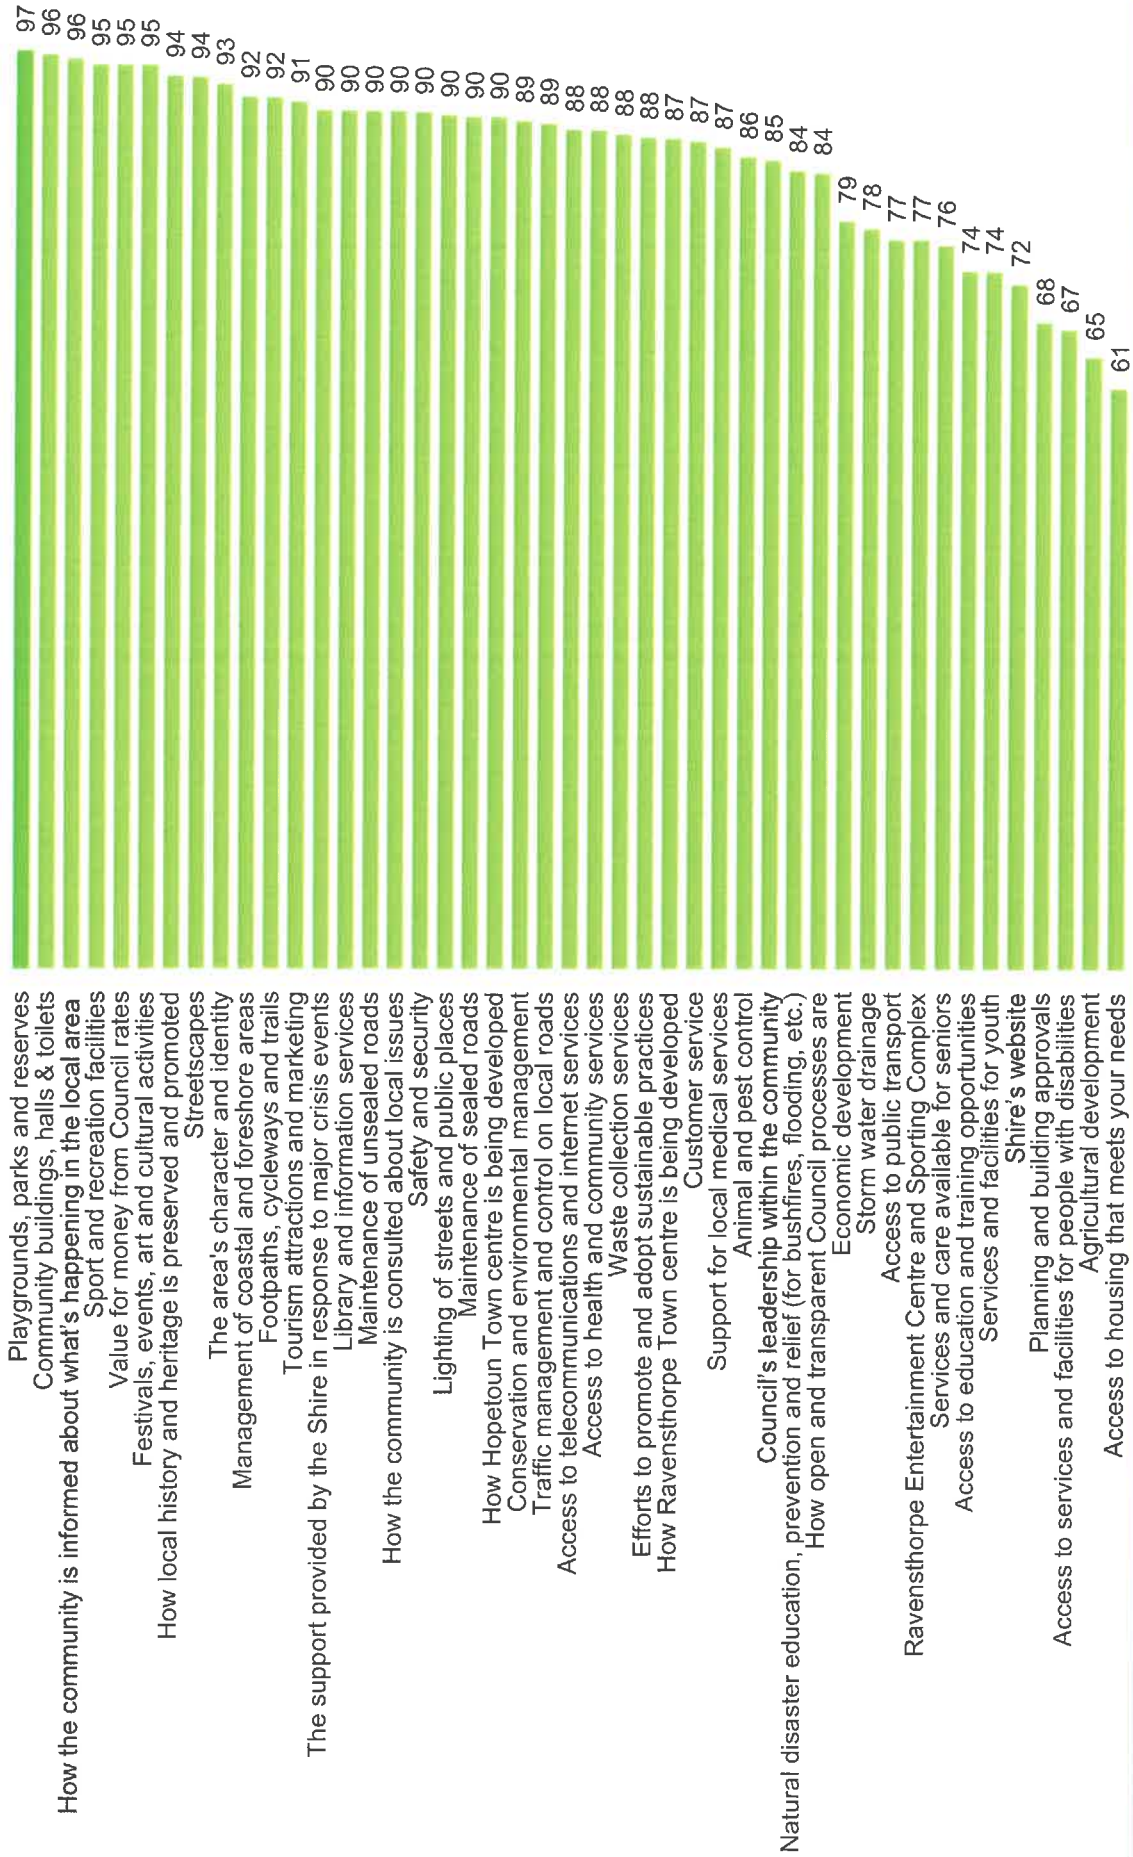 Playgrounds, parks and reserves 97
Community buildings, halls & toilets 96
How the community is informed about what's happening in the local area 96
Sport and recreation facilities 95
Value for money from Council rates 95
Festivals, events, art and cultural activities 95
How local history and heritage is preserved and promoted 94
Streetscapes 94
The area's character and identity 93
Management of coastal and foreshore areas 92
Footpaths, cycleways and trails 92
Tourism attractions and marketing 91
The support provided by the Shire in response to major crisis events 90
Library and information services 90
Maintenance of unsealed roads 90
How the community is consulted about local issues 90
Safety and security 90
Lighting of streets and public places 90
Maintenance of sealed roads 90
How Hopetoun Town centre is being developed 90
Conservation and environmental management 89
Traffic management and control on local roads 89
Access to telecommunications and internet services 88
Access to health and community services 88
Waste collection services 88
Efforts to promote and adopt sustainable practices 88
How Ravensthorpe Town centre is being developed 87
Customer service 87
Support for local medical services 87
Animal and pest control 86
Council's leadership within the community 85
Natural disaster education, prevention and relief (for bushfires, flooding, etc.) 84
How open and transparent Council processes are 84
Economic development 79
Storm water drainage 78
Access to public transport 77
Ravensthorpe Entertainment Centre and Sporting Complex 77
Services and care available for seniors 76
Access to education and training opportunities 74
Services and facilities for youth 74
Shire's website 72
Planning and building approvals 68
Access to services and facilities for people with disabilities 67
Agricultural development 65
Access to housing that meets your needs 61